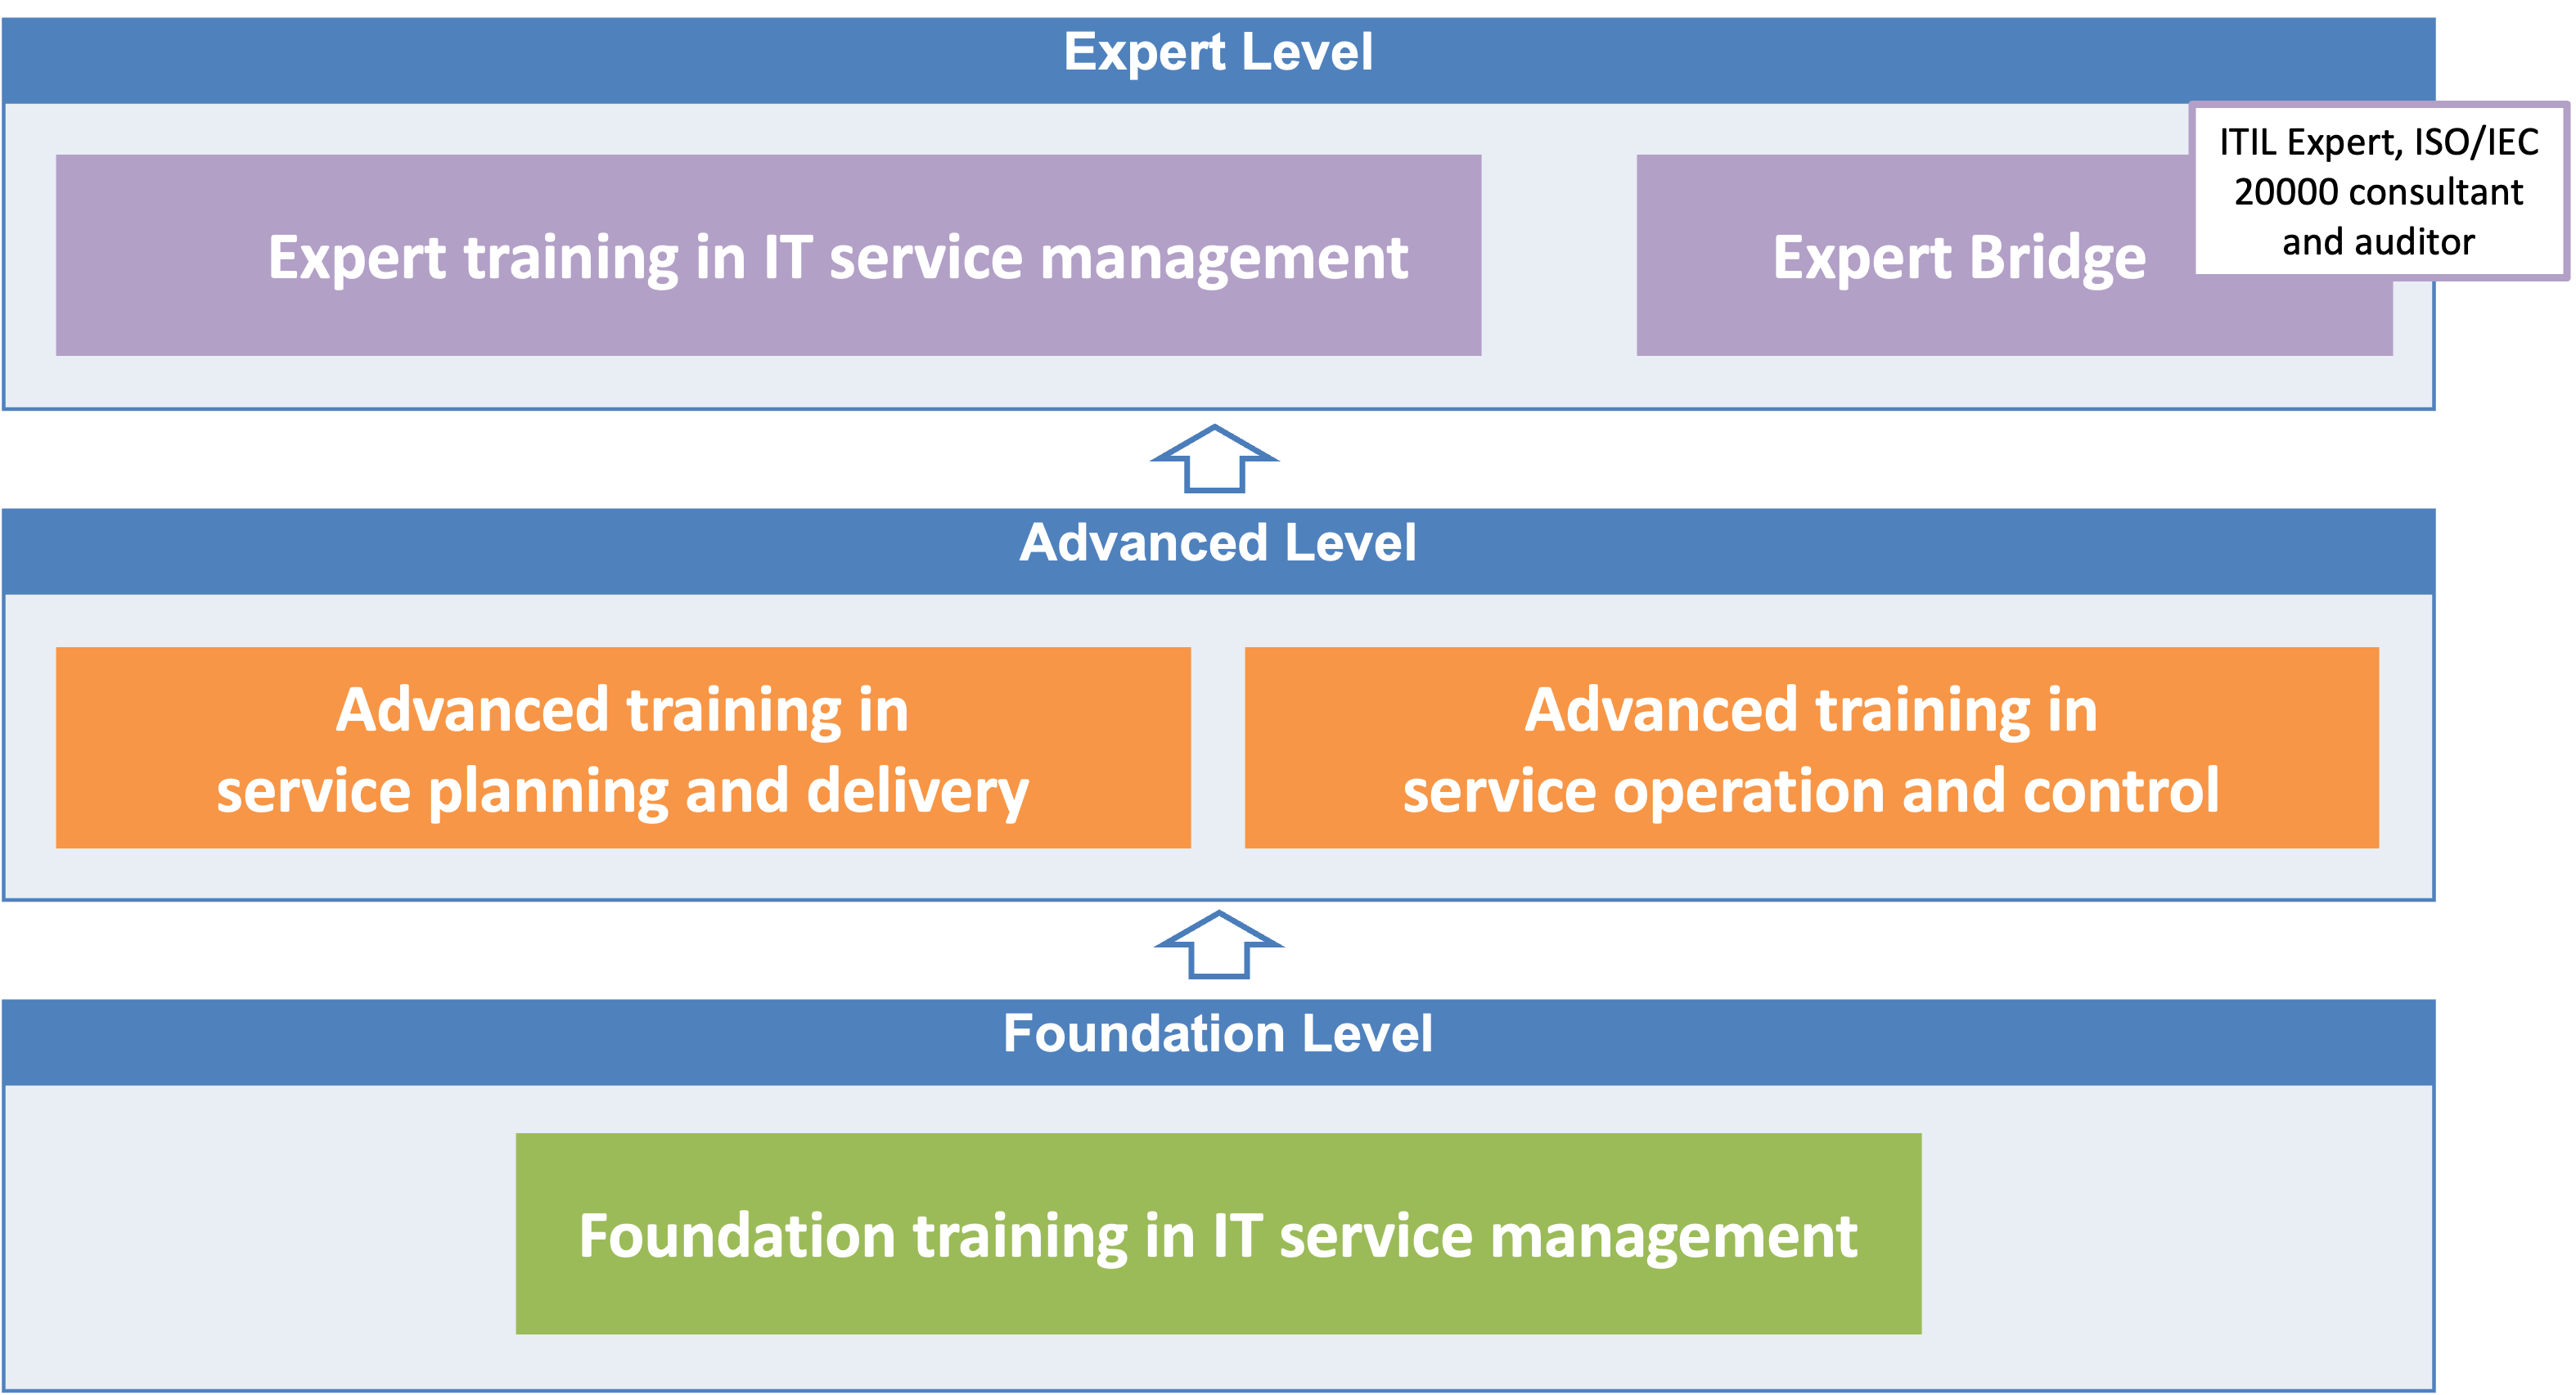 Expert Level
Expert training in IT service management
Expert Bridge
ITIL Expert, ISO/IEC
20000 consultant
and auditor
Advanced Level
Advanced training in
service planning and delivery
Advanced training in
service operation and control
Foundation Level
Foundation training in IT service management